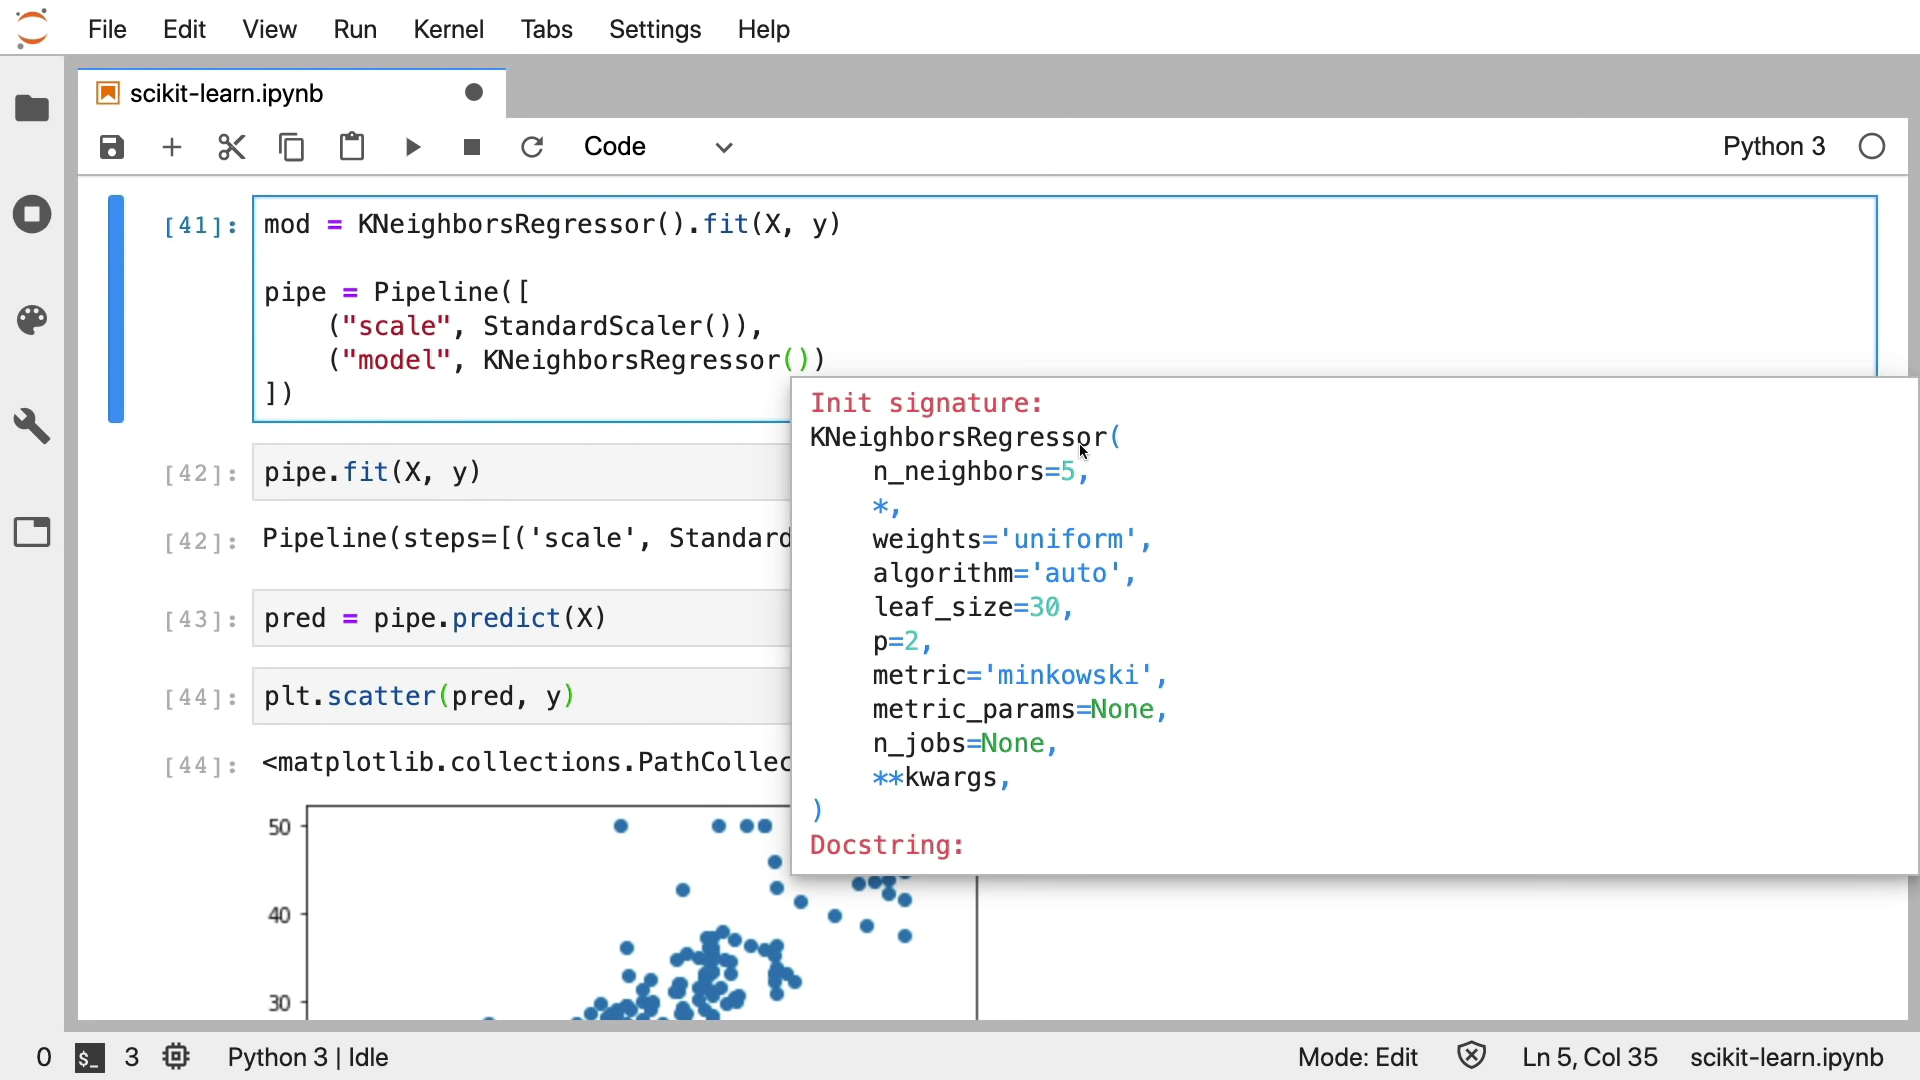 File Edit View Run Kernel Tabs Settings Help
scikit-learn.ipynb
Code
Python 3
[41]:
mod = KNeighborsRegressor().fit(X, y)
pipe = Pipeline([
("scale", StandardScaler()),
("model", KNeighborsRegressor())
])
Init signature:
KNeighborsRegressor(
n_neighbors=5,
*,
weights='uniform',
algorithm='auto',
leaf_size=30,
p=2,
metric='minkowski',
metric_params=None,
n_jobs=None,
**kwargs,
)
Docstring:
[42]: pipe.fit(X, y)
[42]: Pipeline(steps=[('scale', Standard
[43]: pred = pipe.predict(X)
[44]: plt.scatter(pred, y)
[44]: <matplotlib.collections.PathCollec
50
40
30
0 $_ 3 Python 3 | Idle Mode: Edit Ln 5, Col 35 scikit-learn.ipynb